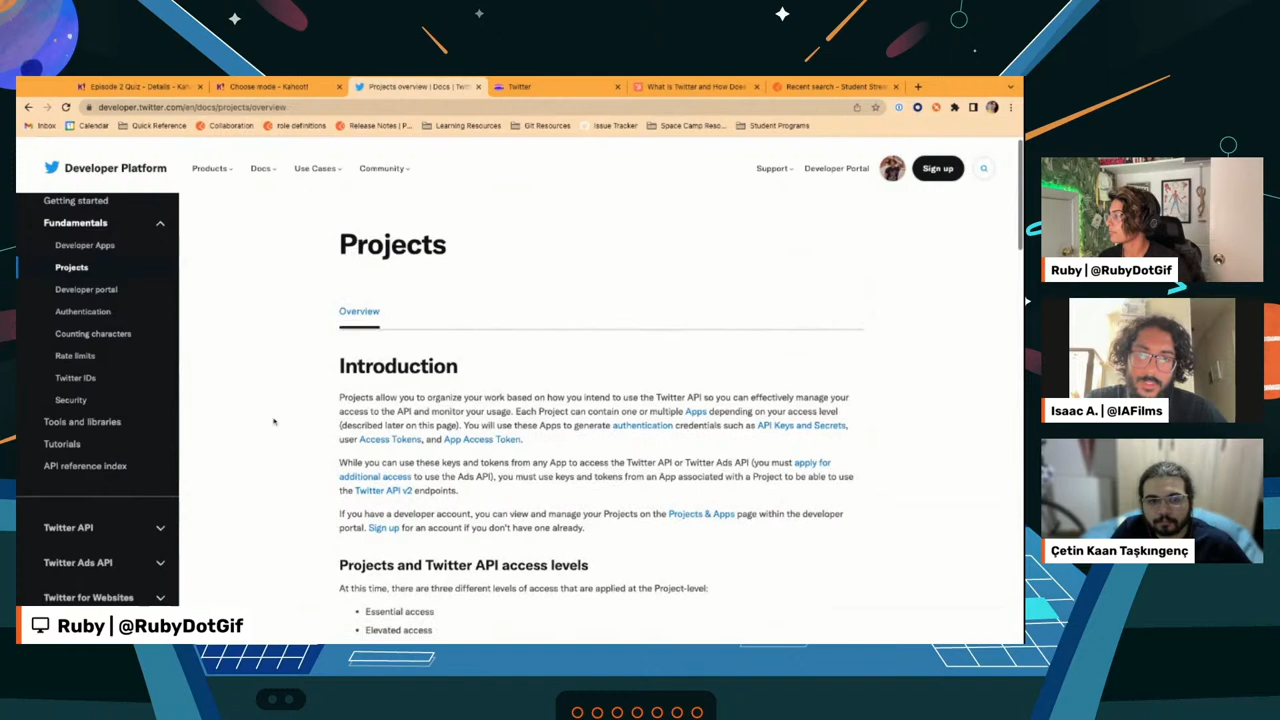 Episode 2 Quiz - Details - Kahoot!
Choose mode - Kahoot!
Projects overview | Docs | Twit
Twitter
What is Twitter and How Does
Recent search - Student Stre
developer.twitter.com/en/docs/projects/overview
Inbox
Calendar
Quick Reference
Collaboration
role definitions
Release Notes | P...
Learning Resources
Git Resources
Issue Tracker
Space Camp Reso...
Student Programs
Developer Platform
Products
Docs
Use Cases
Community
Support
Developer Portal
Sign up
Getting started
Fundamentals
Developer Apps
Projects
Developer portal
Authentication
Counting characters
Rate limits
Twitter IDs
Security
Tools and libraries
Tutorials
API reference index
Twitter API
Twitter Ads API
Twitter for Websites
Projects
Overview
Introduction
Projects allow you to organize your work based on how you intend to use the Twitter API so you can effectively manage your
access to the API and monitor your usage. Each Project can contain one or multiple Apps depending on your access level
(described later on this page). You will use these Apps to generate authentication credentials such as API Keys and Secrets,
user Access Tokens, and App Access Token.
While you can use these keys and tokens from any App to access the Twitter API or Twitter Ads API (you must apply for
additional access to use the Ads API), you must use keys and tokens from an App associated with a Project to be able to use
the Twitter API v2 endpoints.
If you have a developer account, you can view and manage your Projects on the Projects & Apps page within the developer
portal. Sign up for an account if you don't have one already.
Projects and Twitter API access levels
At this time, there are three different levels of access that are applied at the Project-level:
• Essential access
• Elevated access
Ruby | @RubyDotGif
Ruby | @RubyDotGif
Isaac A. | @IAFilms
Çetin Kaan Taşkıngenç